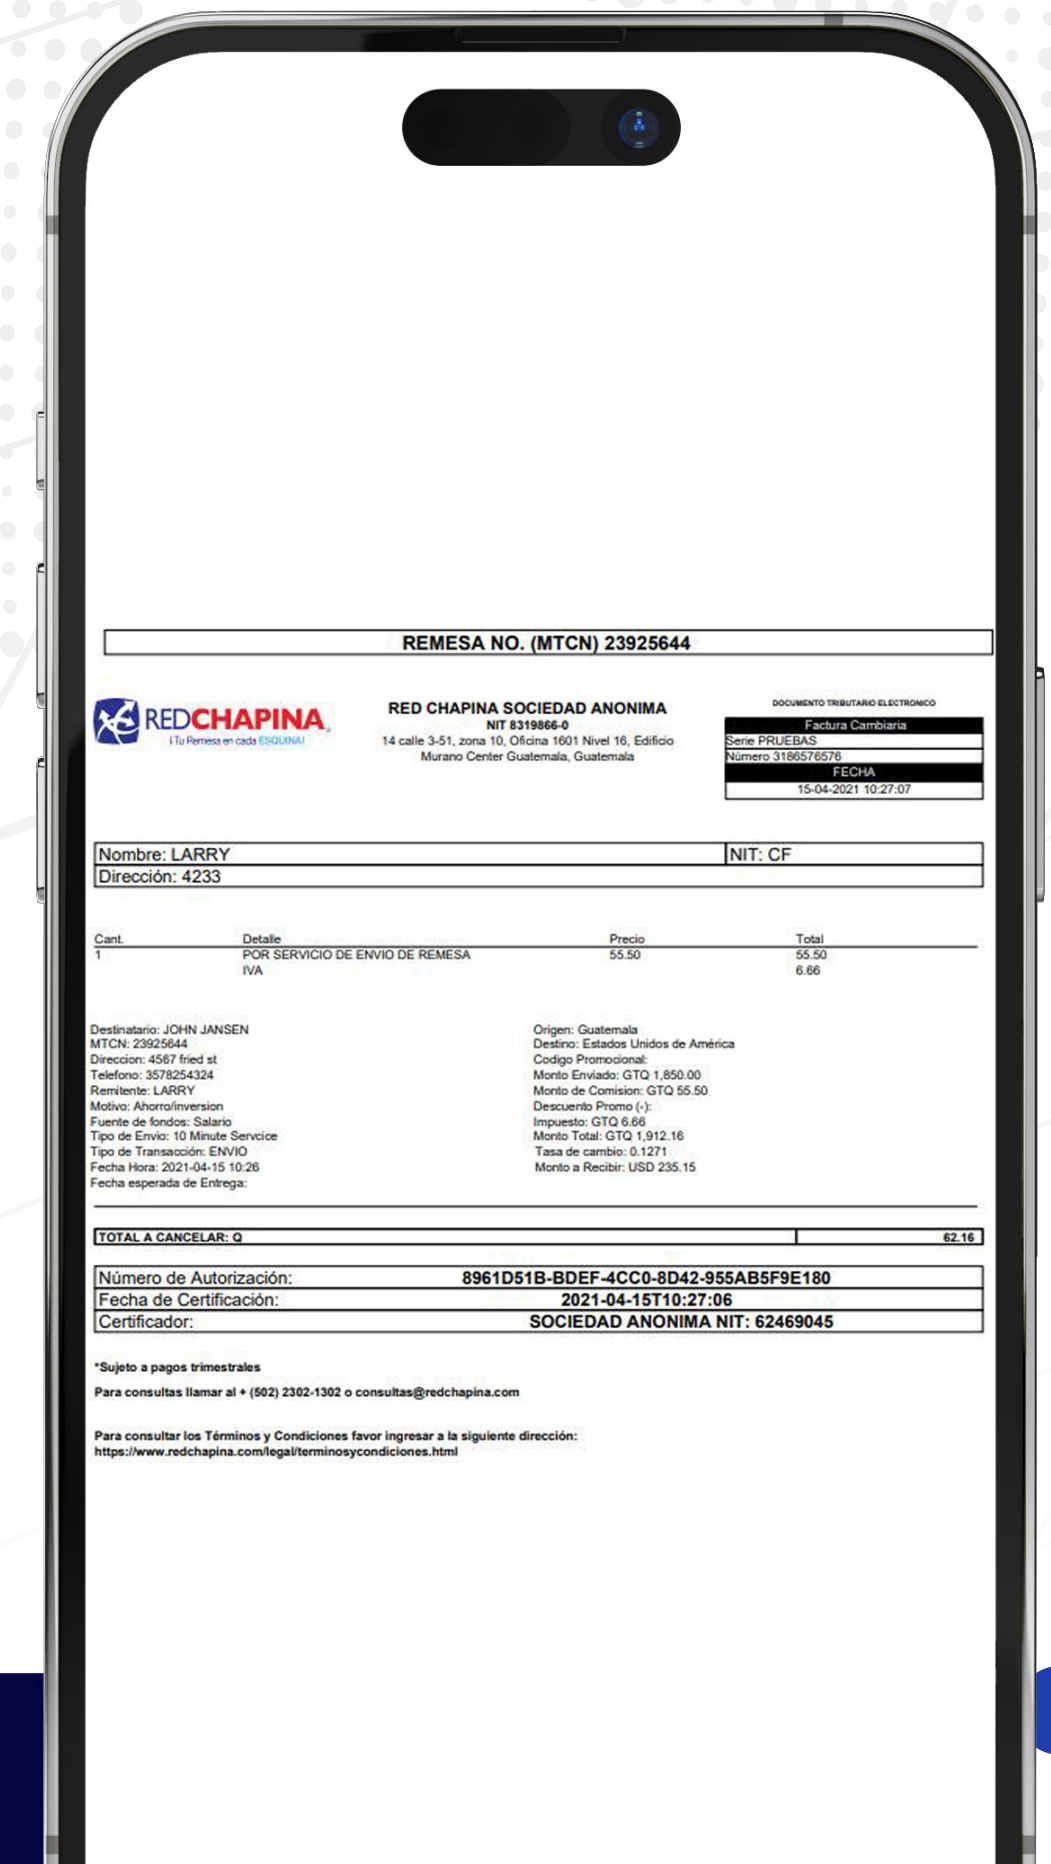 REMESA NO. (MTCN) 23925644
REDCHAPINA
¡Tu Remesa en cada ESQUINA!
RED CHAPINA SOCIEDAD ANONIMA
NIT 8319866-0
14 calle 3-51, zona 10, Oficina 1601 Nivel 16, Edificio
Murano Center Guatemala, Guatemala
DOCUMENTO TRIBUTARIO ELECTRONICO
Factura Cambiaria
Serie PRUEBAS
Número 3186576576
FECHA
15-04-2021 10:27:07
Nombre: LARRY NIT: CF
Dirección: 4233
Cant. Detalle Precio Total
1 POR SERVICIO DE ENVIO DE REMESA 55.50 55.50
IVA 6.66
Destinatario: JOHN JANSEN
MTCN: 23925644
Direccion: 4567 fried st
Telefono: 3578254324
Remitente: LARRY
Motivo: Ahorro/inversion
Fuente de fondos: Salario
Tipo de Envio: 10 Minute Servcice
Tipo de Transacción: ENVIO
Fecha Hora: 2021-04-15 10:26
Fecha esperada de Entrega:
Origen: Guatemala
Destino: Estados Unidos de América
Codigo Promocional:
Monto Enviado: GTQ 1,850.00
Monto de Comision: GTQ 55.50
Descuento Promo (-):
Impuesto: GTQ 6.66
Monto Total: GTQ 1,912.16
Tasa de cambio: 0.1271
Monto a Recibir: USD 235.15
TOTAL A CANCELAR: Q 62.16
Número de Autorización: 8961D51B-BDEF-4CC0-8D42-955AB5F9E180
Fecha de Certificación: 2021-04-15T10:27:06
Certificador: SOCIEDAD ANONIMA NIT: 62469045
*Sujeto a pagos trimestrales
Para consultas llamar al + (502) 2302-1302 o consultas@redchapina.com
Para consultar los Términos y Condiciones favor ingresar a la siguiente dirección:
https://www.redchapina.com/legal/terminosycondiciones.html